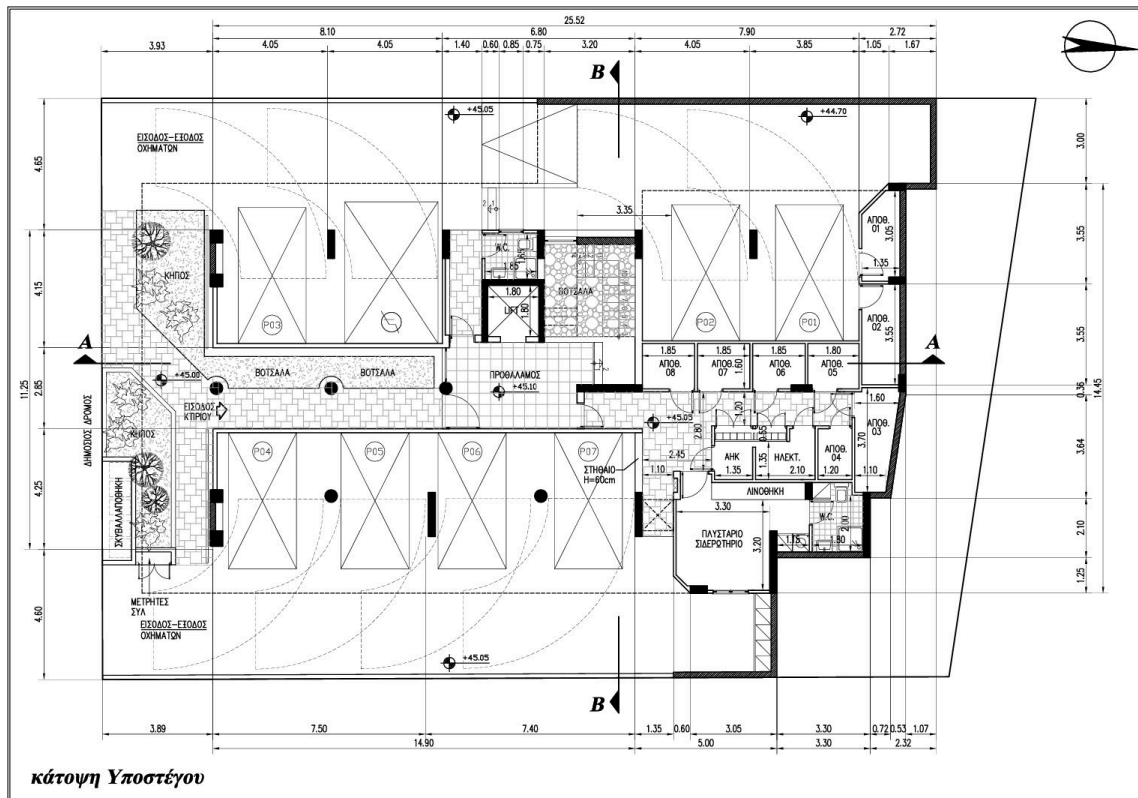 25.52
8.10 6.80 7.90 2.72
3.93 4.05 4.05 1.40 0.60 0.85 0.75 3.20 4.05 3.85 1.05 1.67
B
+45.05
+44.70
ΕΙΣΟΔΟΣ-ΕΞΟΔΟΣ
ΟΧΗΜΑΤΩΝ
4.65
3.00
2 1
3.35
ΑΠΟΘ.
01
3.05
1.35
3.55
W.C.
1.65
1.85
ΚΗΠΟΣ
ΒΟΤΣΑΛΑ
4.15
1.80
LIFT
1.80
P03
P02
P01
ΑΠΟΘ.
02
3.55
3.55
A
A
1.85 1.85 1.85 1.80
ΑΠΟΘ.
08
ΑΠΟΘ.
07
1.60
ΑΠΟΘ.
06
ΑΠΟΘ.
05
+45.00
ΒΟΤΣΑΛΑ ΒΟΤΣΑΛΑ
ΠΡΟΘΑΛΑΜΟΣ
+45.10
2
11.25
2.85
0.36
14.45
ΕΙΣΟΔΟΣ
ΚΤΙΡΙΟΥ
ΔΗΜΟΣΙΟΣ ΔΡΟΜΟΣ
ΚΗΠΟΣ
+45.05
1.20
2.80
1.60
ΑΠΟΘ.
03
3.70
1.10
3.64
P04 P05 P06 P07
ΣΤΗΘΑΙΟ
H=60cm
2.45
1.10
ΑΗΚ
1.35
0.55
1.35
ΗΛΕΚΤ.
2.10
ΑΠΟΘ.
04
1.20
4.25
ΣΚΥΒΑΛΛΑΠΟΘΗΚΗ
ΛΙΝΟΘΗΚΗ
3.30
W.C.
2.00
ΠΛΥΣΤΑΡΙΟ
ΣΙΔΕΡΩΤΗΡΙΟ
3.20
1.15
1.80
2.10
1.25
ΜΕΤΡΗΤΕΣ
ΣΥΛ
ΕΙΣΟΔΟΣ-ΕΞΟΔΟΣ
ΟΧΗΜΑΤΩΝ
4.60
+45.05
B
3.89 7.50 7.40 1.35 0.60 3.05 3.30 0.72 0.53 1.07
14.90 5.00 3.30 2.32
κάτοψη Υποστέγου